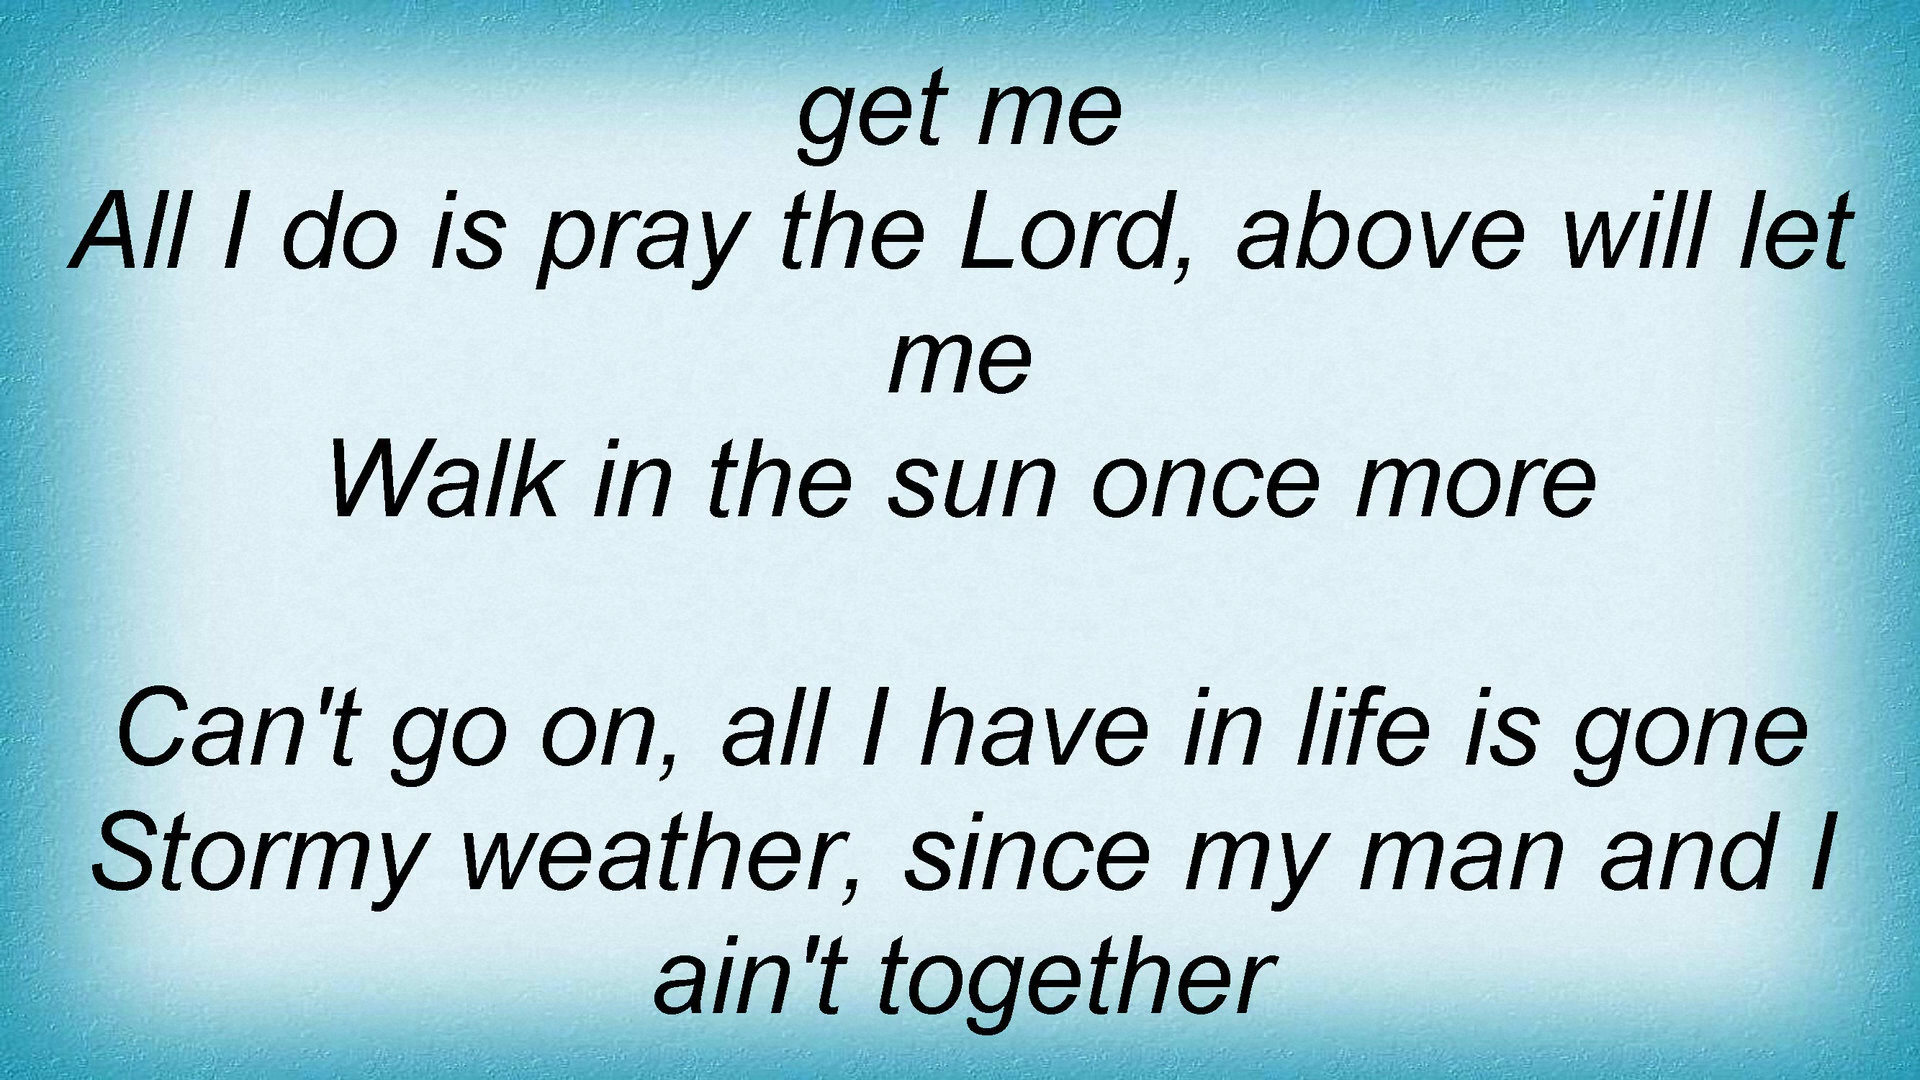 get me
All I do is pray the Lord, above will let
me
Walk in the sun once more
Can't go on, all I have in life is gone
Stormy weather, since my man and I
ain't together